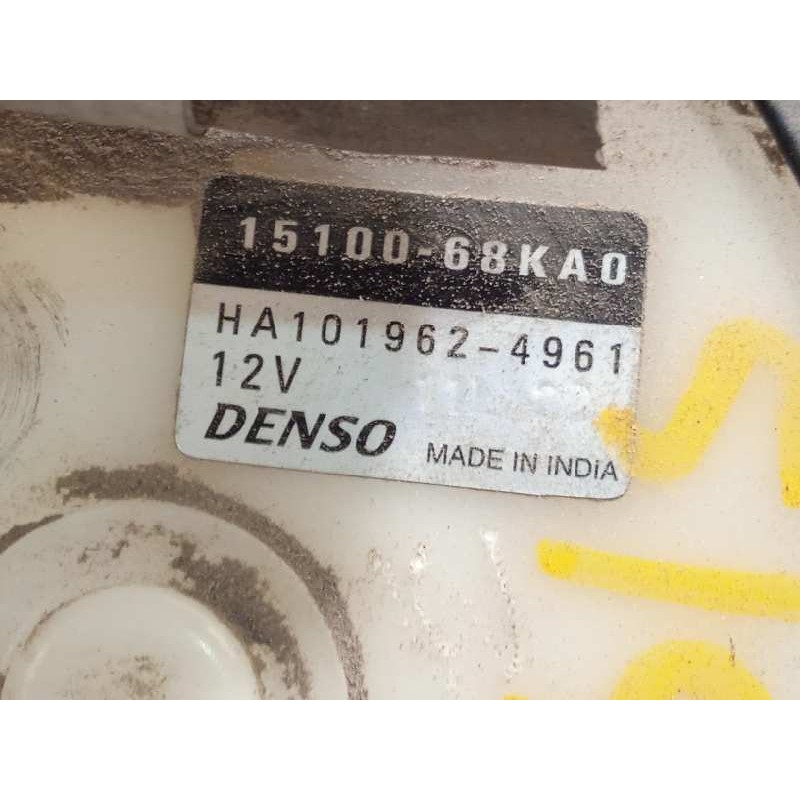 15100-68KA0
HA101962-4961
12V
DENSO
MADE IN INDIA